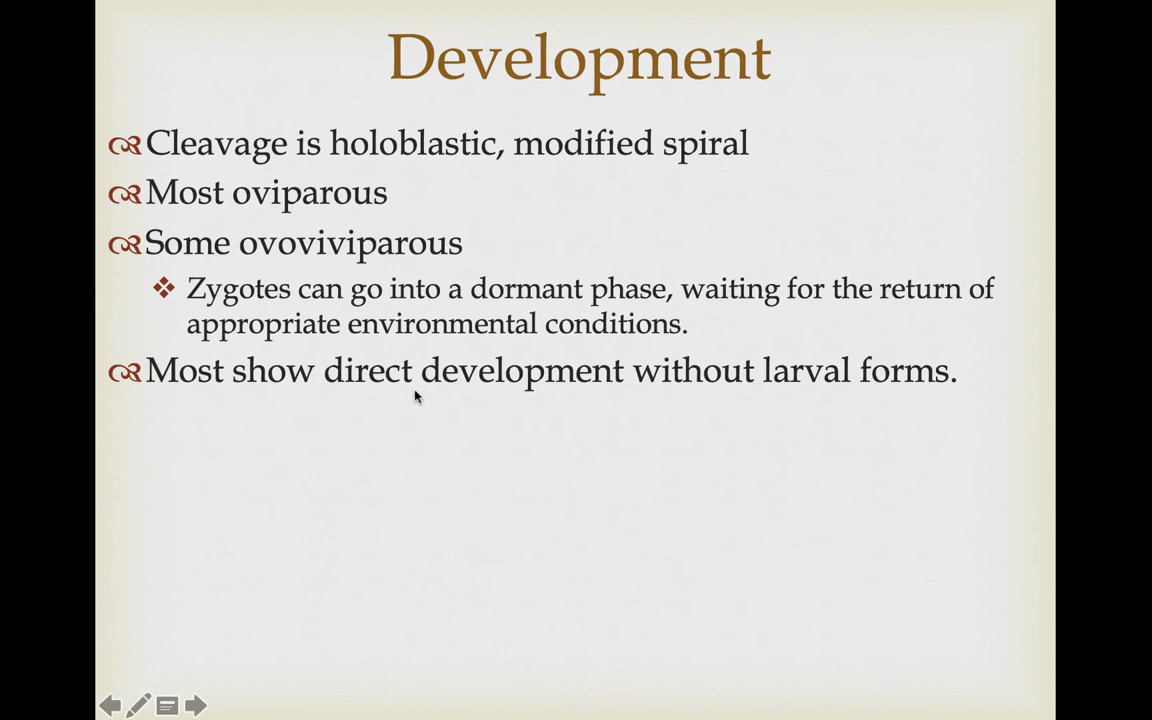 Development
Cleavage is holoblastic, modified spiral
Most oviparous
Some ovoviviparous
Zygotes can go into a dormant phase, waiting for the return of
appropriate environmental conditions.
Most show direct development without larval forms.